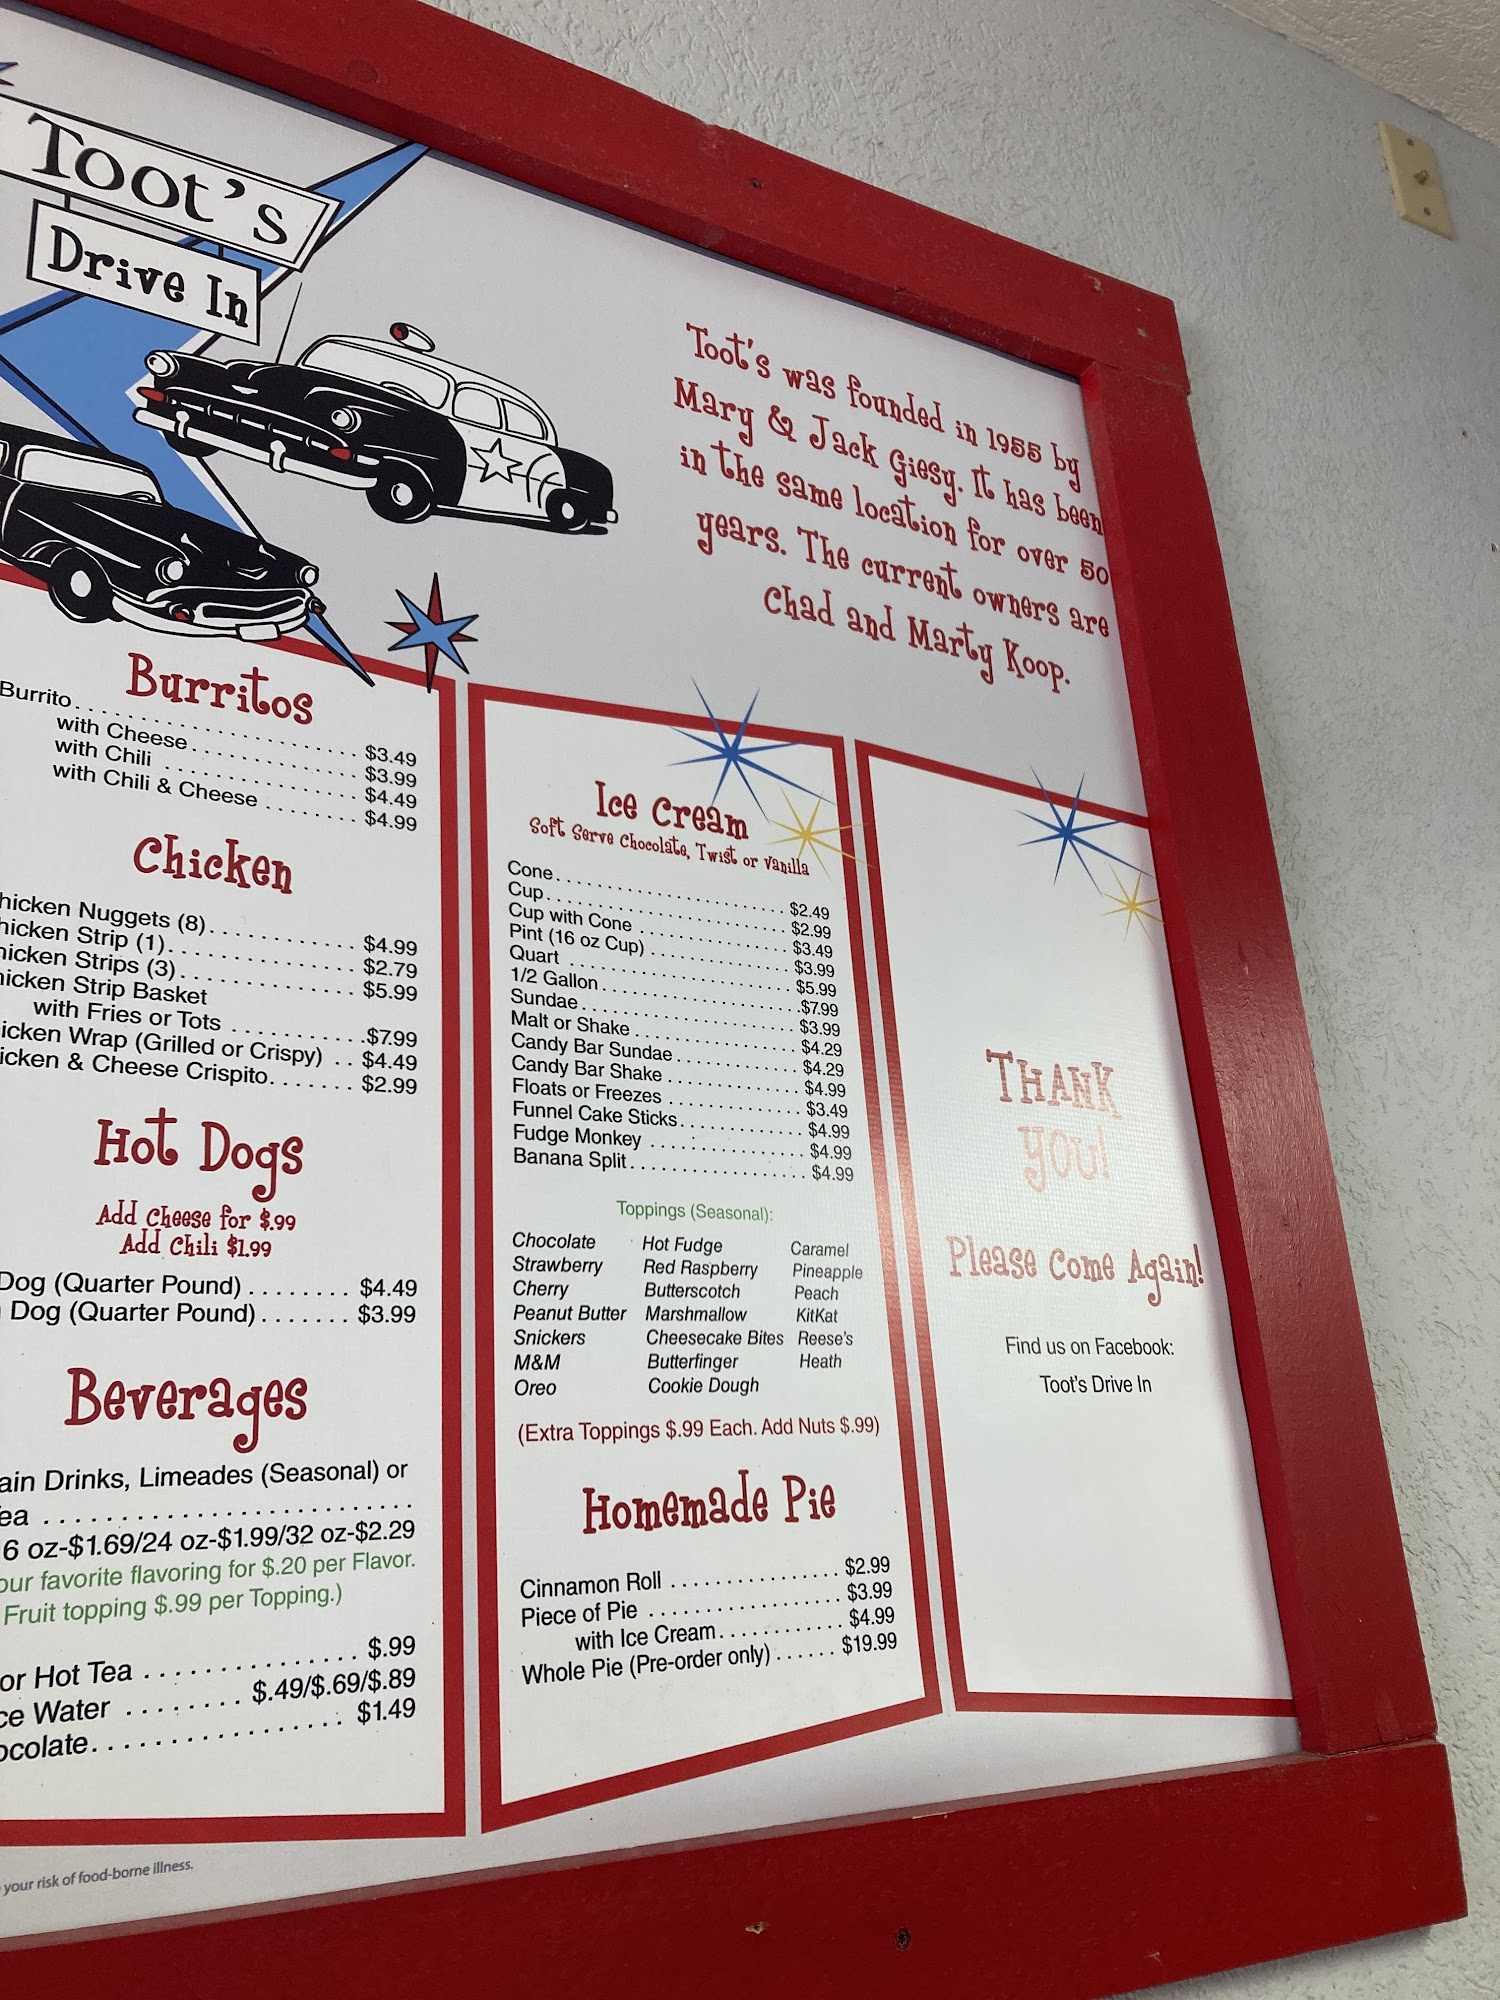 Toot's
Drive In
Toot's was founded in 1955 by
Mary & Jack Giesy. It has been
in the same location for over 50
years. The current owners are
Chad and Marty Koop.
Burritos
Burrito $3.49
with Cheese $3.99
with Chili $4.49
with Chili & Cheese $4.99
Chicken
hicken Nuggets (8) $4.99
hicken Strip (1) $2.79
hicken Strips (3) $5.99
hicken Strip Basket
with Fries or Tots $7.99
icken Wrap (Grilled or Crispy) $4.49
icken & Cheese Crispito $2.99
Hot Dogs
Add Cheese for $.99
Add Chili $1.99
Dog (Quarter Pound) $4.49
Dog (Quarter Pound) $3.99
Beverages
ain Drinks, Limeades (Seasonal) or
ea
6 oz-$1.69/24 oz-$1.99/32 oz-$2.29
our favorite flavoring for $.20 per Flavor.
Fruit topping $.99 per Topping.)
or Hot Tea $.99
ce Water $.49/$.69/$.89
ocolate $1.49
your risk of food-borne illness.
Ice Cream
Soft Serve Chocolate, Twist or Vanilla
Cone $2.49
Cup $2.99
Cup with Cone $3.49
Pint (16 oz Cup) $3.99
Quart $5.99
1/2 Gallon $7.99
Sundae $3.99
Malt or Shake $4.29
Candy Bar Sundae $4.29
Candy Bar Shake $4.99
Floats or Freezes $3.49
Funnel Cake Sticks $4.99
Fudge Monkey $4.99
Banana Split $4.99
Toppings (Seasonal):
Chocolate Hot Fudge Caramel
Strawberry Red Raspberry Pineapple
Cherry Butterscotch Peach
Peanut Butter Marshmallow KitKat
Snickers Cheesecake Bites Reese's
M&M Butterfinger Heath
Oreo Cookie Dough
(Extra Toppings $.99 Each. Add Nuts $.99)
Homemade Pie
Cinnamon Roll $2.99
Piece of Pie $3.99
with Ice Cream $4.99
Whole Pie (Pre-order only) $19.99
THANK
YOU!
Please Come Again!
Find us on Facebook:
Toot's Drive In